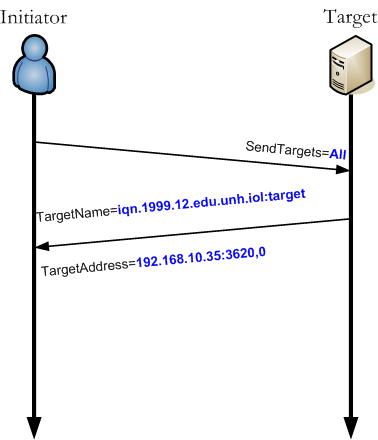 Initiator
Target
SendTargets=All
TargetName=iqn.1999.12.edu.unh.iol:target
TargetAddress=192.168.10.35:3620,0